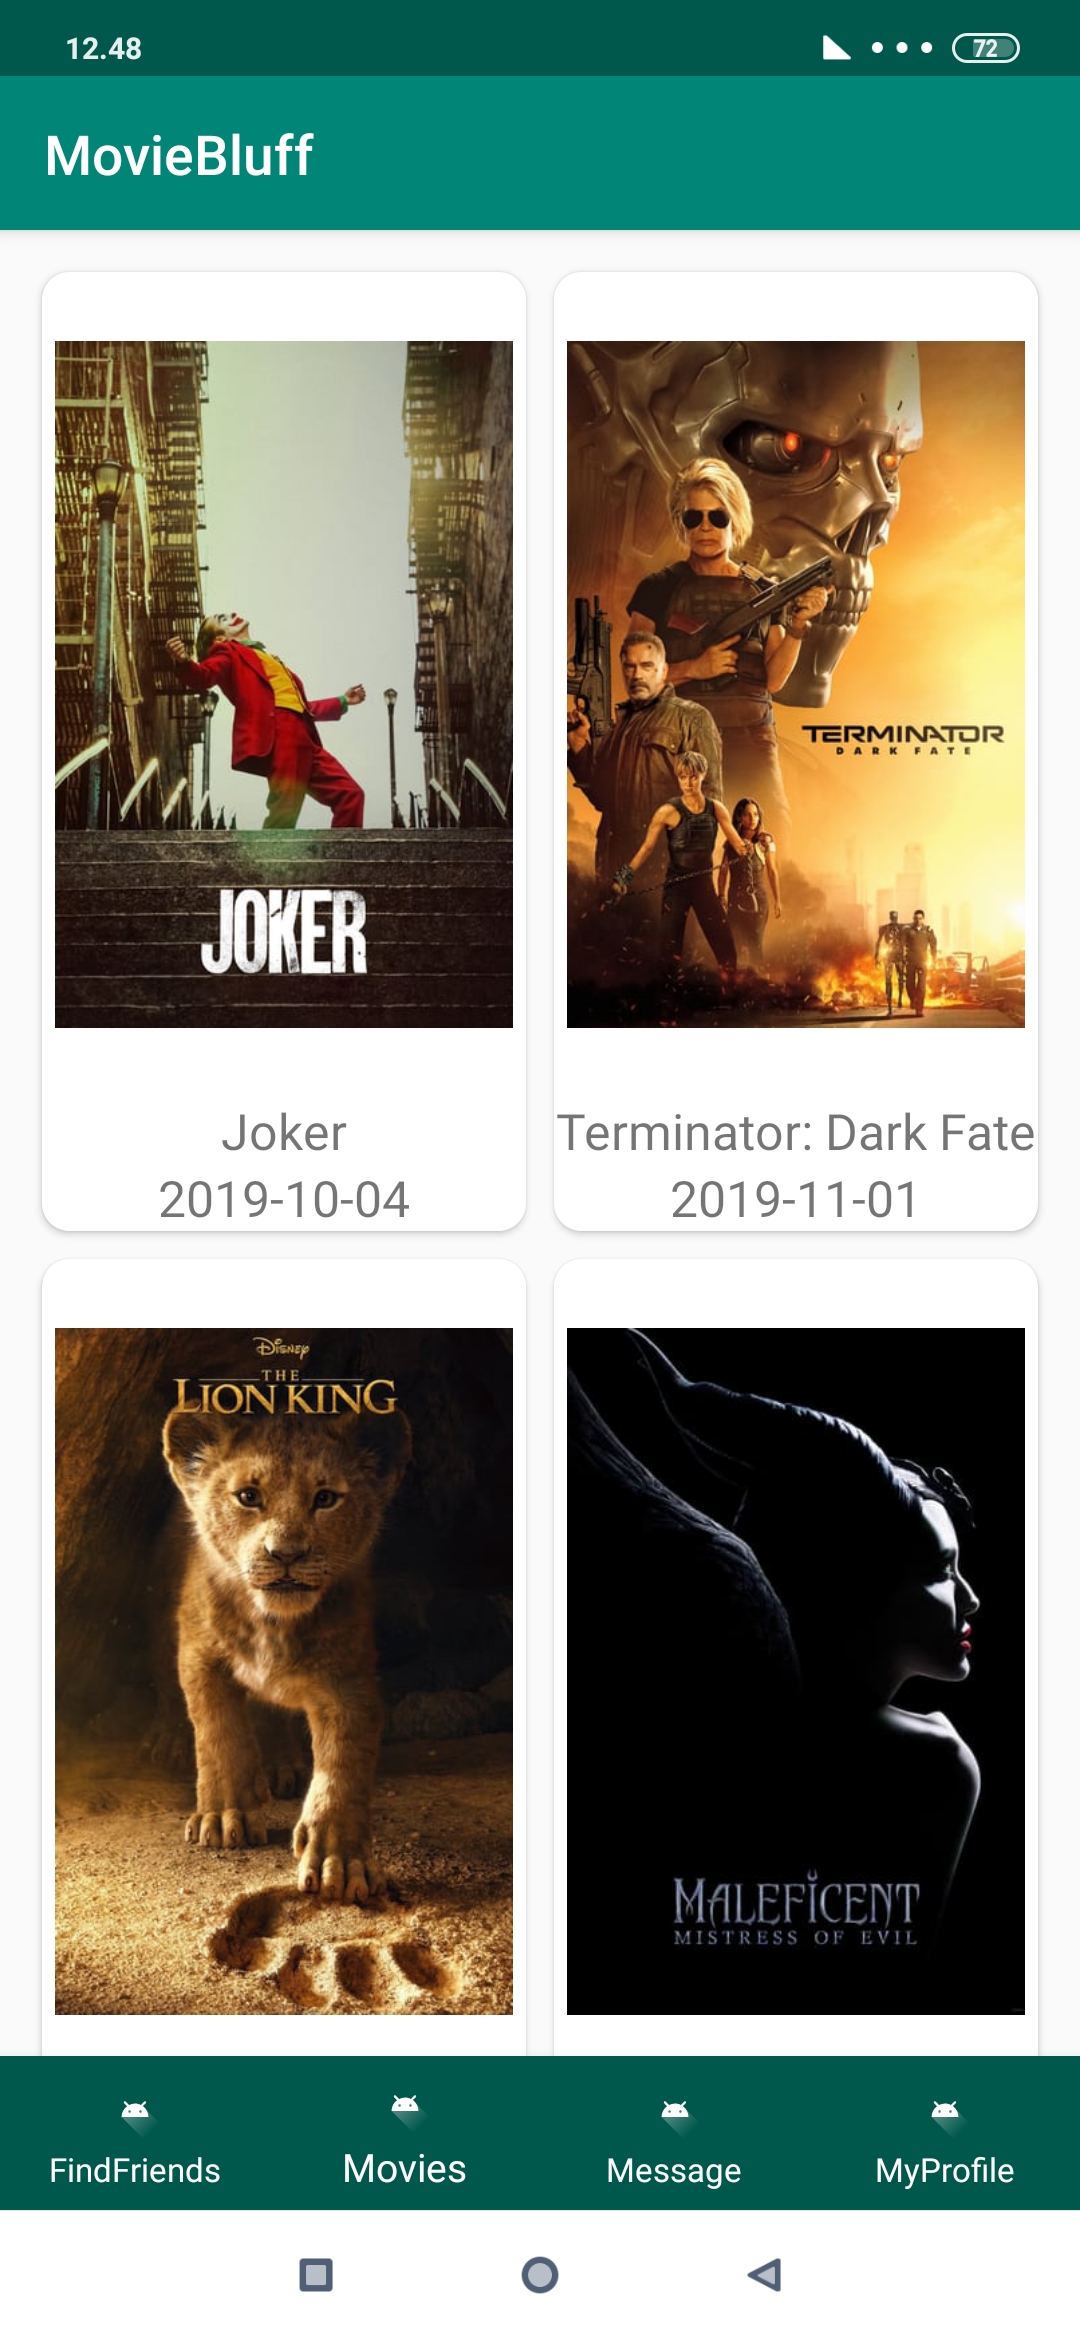 12.48
72
MovieBluff
JOKER
TERMINATOR
DARK FATE
Joker
2019-10-04
Terminator: Dark Fate
2019-11-01
Disney
THE
LION KING
MALEFICENT
MISTRESS OF EVIL
FindFriends
Movies
Message
MyProfile